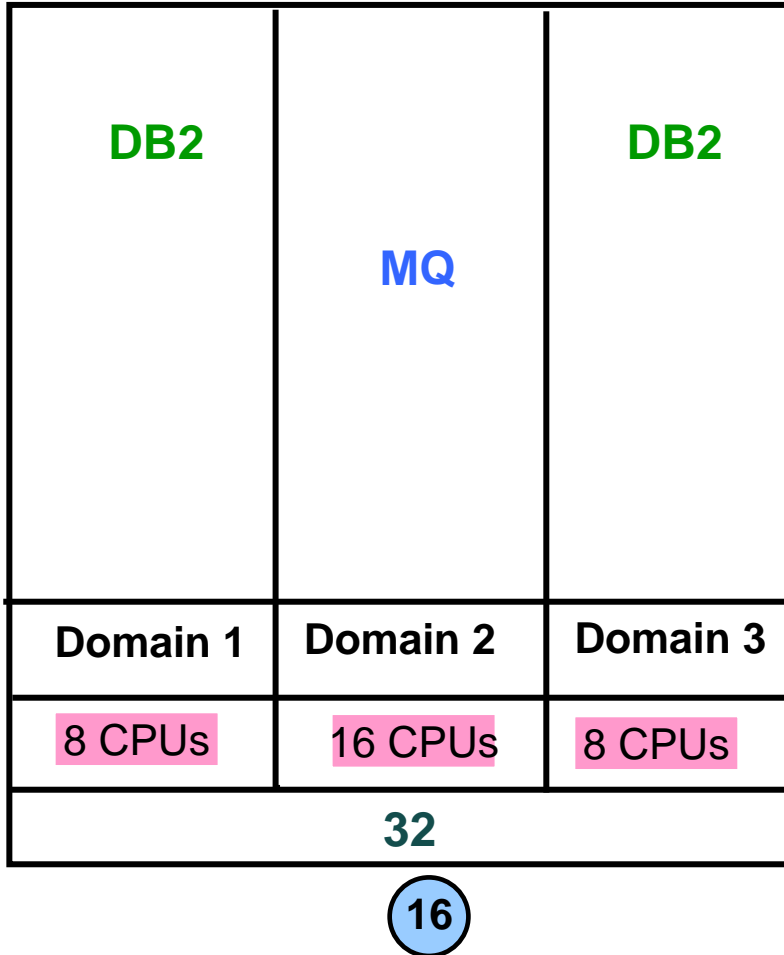 DB2
DB2
MQ
Domain 1
Domain 2
Domain 3
8 CPUs
16 CPUs
8 CPUs
32
16